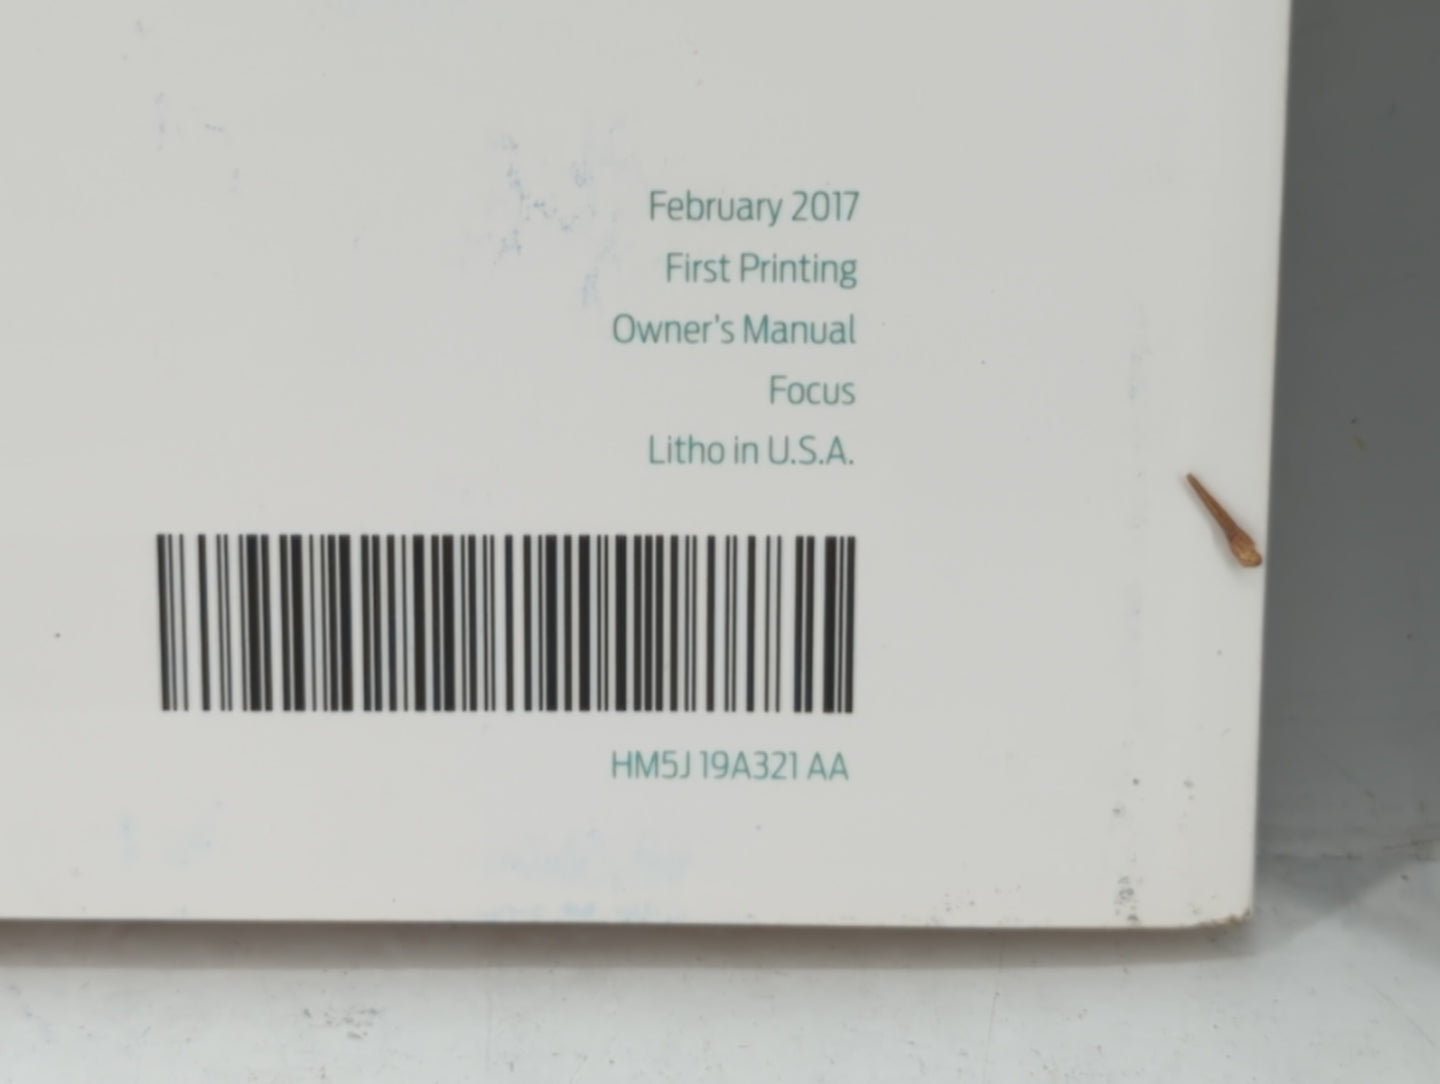 February 2017
First Printing
Owner's Manual
Focus
Litho in U.S.A.
HM5J 19A321 AA